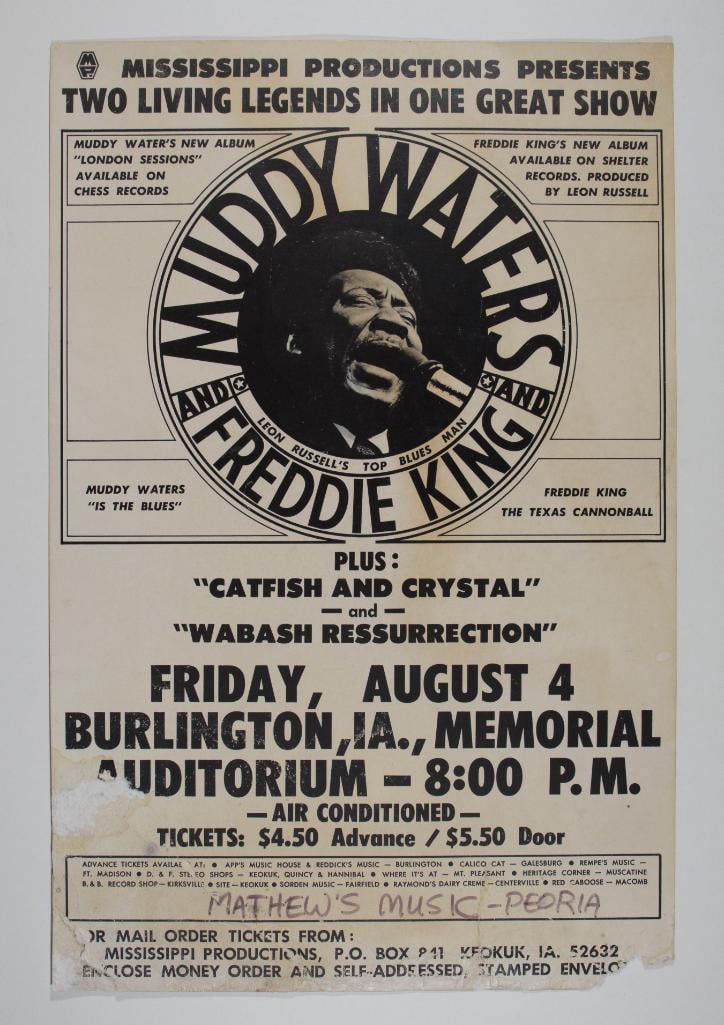 MP
MISSISSIPPI PRODUCTIONS PRESENTS
TWO LIVING LEGENDS IN ONE GREAT SHOW
MUDDY WATER'S NEW ALBUM
"LONDON SESSIONS"
AVAILABLE ON
CHESS RECORDS
FREDDIE KING'S NEW ALBUM
AVAILABLE ON SHELTER
RECORDS. PRODUCED
BY LEON RUSSELL
MUDDY WATERS
AND
AND
LEON RUSSELL'S TOP BLUES MAN
FREDDIE KING
MUDDY WATERS
"IS THE BLUES"
FREDDIE KING
THE TEXAS CANNONBALL
PLUS:
"CATFISH AND CRYSTAL"
— and —
"WABASH RESSURRECTION"
FRIDAY, AUGUST 4
BURLINGTON, IA., MEMORIAL
AUDITORIUM — 8:00 P.M.
— AIR CONDITIONED —
TICKETS: $4.50 Advance / $5.50 Door
ADVANCE TICKETS AVAILAB AT: ● APP'S MUSIC HOUSE & REDDICK'S MUSIC — BURLINGTON ● CALICO CAT — GALESBURG ● REMPE'S MUSIC —
FT. MADISON ● D. & F. STEREO SHOPS — KEOKUK, QUINCY & HANNIBAL ● WHERE IT'S AT — MT. PLEASANT ● HERITAGE CORNER — MUSCATINE
B.&B. RECORD SHOP — KIRKSVILLE ● SITE — KEOKUK ● SORDEN MUSIC — FAIRFIELD ● RAYMOND'S DAIRY CREME — CENTERVILLE ● RED CABOOSE — MACOMB
MATHEW'S MUSIC - PEORIA
OR MAIL ORDER TICKETS FROM:
MISSISSIPPI PRODUCTIONS, P.O. BOX 841 KEOKUK, IA. 52632
ENCLOSE MONEY ORDER AND SELF-ADDRESSED, STAMPED ENVELO